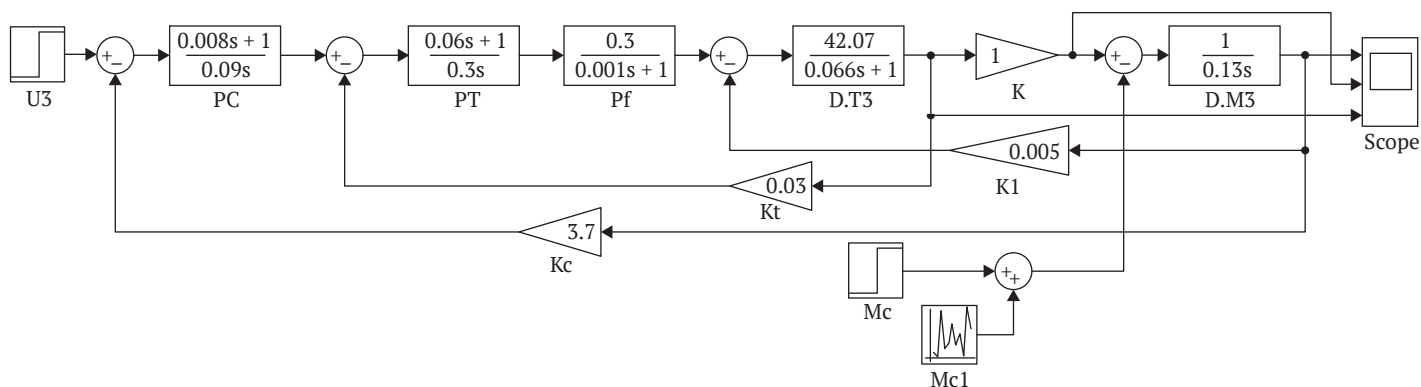 U3
+
−
0.008s + 1
0.09s
PC
+
−
0.06s + 1
0.3s
PT
0.3
0.001s + 1
Pf
+
−
42.07
0.066s + 1
D.T3
1
K
+
−
1
0.13s
D.M3
Scope
0.005
K1
0.03
Kt
3.7
Kc
Mc
+
+
Mc1